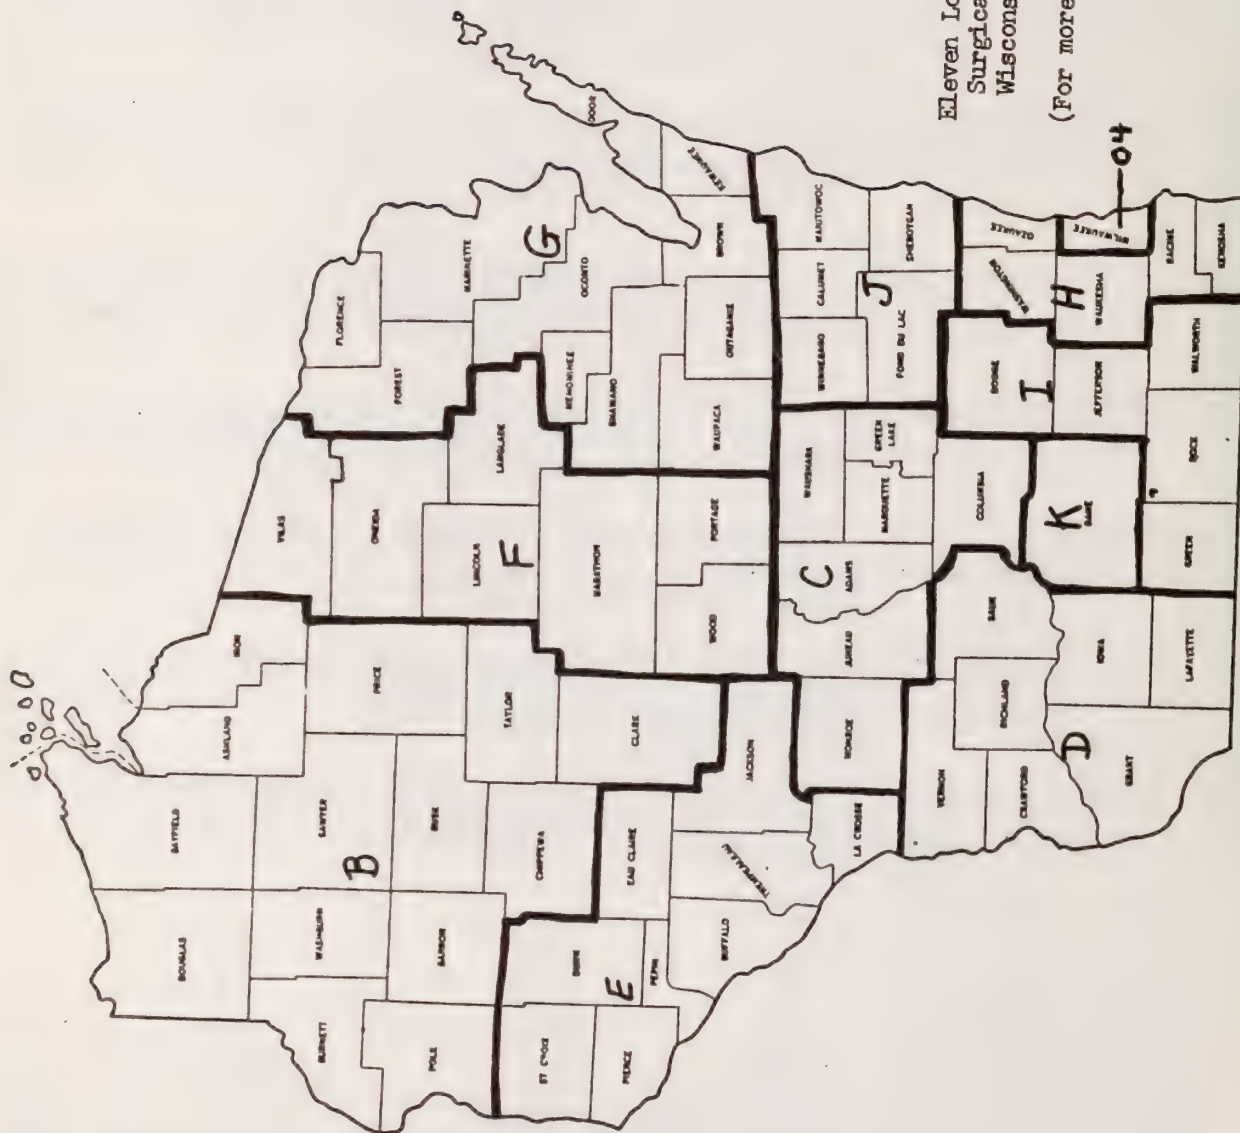 DOUGLAS
BAYFIELD
ASHLAND
IRON
VILAS
BURNETT
WASHBURN
SAWYER
PRICE
ONEIDA
FOREST
FLORENCE
MARINETTE
POLK
BARRON
RUSK
B
TAYLOR
LINCOLN
LANGLADE
OCONTO
G
DOOR
F
CHIPPEWA
CLARK
MARATHON
MENOMINEE
SHAWANO
ST CROIX
DUNN
E
EAU CLAIRE
PIERCE
PEPIN
BUFFALO
TREMPEALEAU
JACKSON
WOOD
PORTAGE
WAUPACA
OUTAGAMIE
BROWN
KEWAUNEE
LA CROSSE
MONROE
JUNEAU
C
ADAMS
WAUSHARA
MARQUETTE
GREEN LAKE
WINNEBAGO
CALUMET
MANITOWOC
J
FOND DU LAC
SHEBOYGAN
VERNON
CRAWFORD
RICHLAND
SAUK
COLUMBIA
DODGE
WASHINGTON
OZAUKEE
D
GRANT
IOWA
LAFAYETTE
K
DANE
I
JEFFERSON
H
WAUKESHA
MILWAUKEE
04
GREEN
ROCK
WALWORTH
RACINE
KENOSHA
Eleven Lo
Surgica
Wiscons
(For more